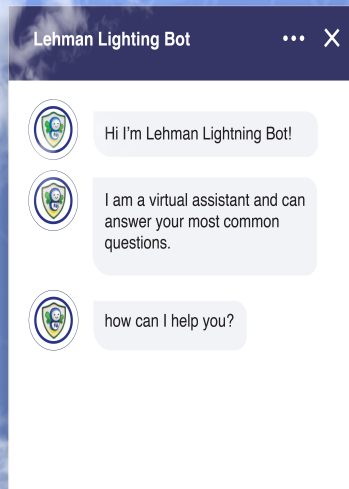 Lehman Lighting Bot
Hi I'm Lehman Lightning Bot!
I am a virtual assistant and can
answer your most common
questions.
how can I help you?